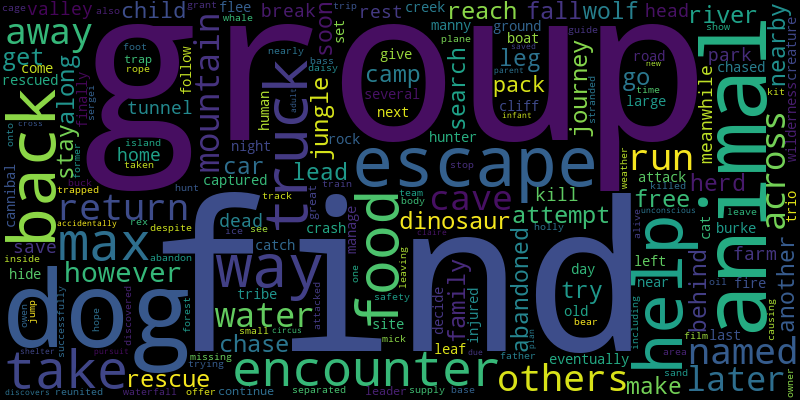 cage valley also child flee grant trip break rest creek reach fall wolf head river
whale manny ground show
away mountain soon set boat guide nearby
foot give plane leg road new park
get trap nearly bass camp search go chased
come rope daisy cliff pack journey time creature
rescued along follow several parent saved large kit
group
tunnel human jungle next infant stranded meanwhile animal wilderness
finally stay sergei adult truck rock hunter across
onto island home night escape run
cross former taken car lead cave kill weather herd
back buck captured great train dinosaur attack killed trio
cannibal trapped hunt track food free unconscious cat leave
return dead crash manage team body attempt burke
save max despite ice see claire holly alive left farm
inside rex catch one leaving abandoned help. near oil fire behind another
hide however tribe attacked safety family day try
dog find way water site decide injured old including film last causing
owen jump hope forest small circus mick bear area sand
successfully discovered chase leaf plan eventually named
abandon missing trying due father
shelter take pursuit encounter others make later
rescue offer continue separated leader supply base owner
discovers reunited waterfall accidentally